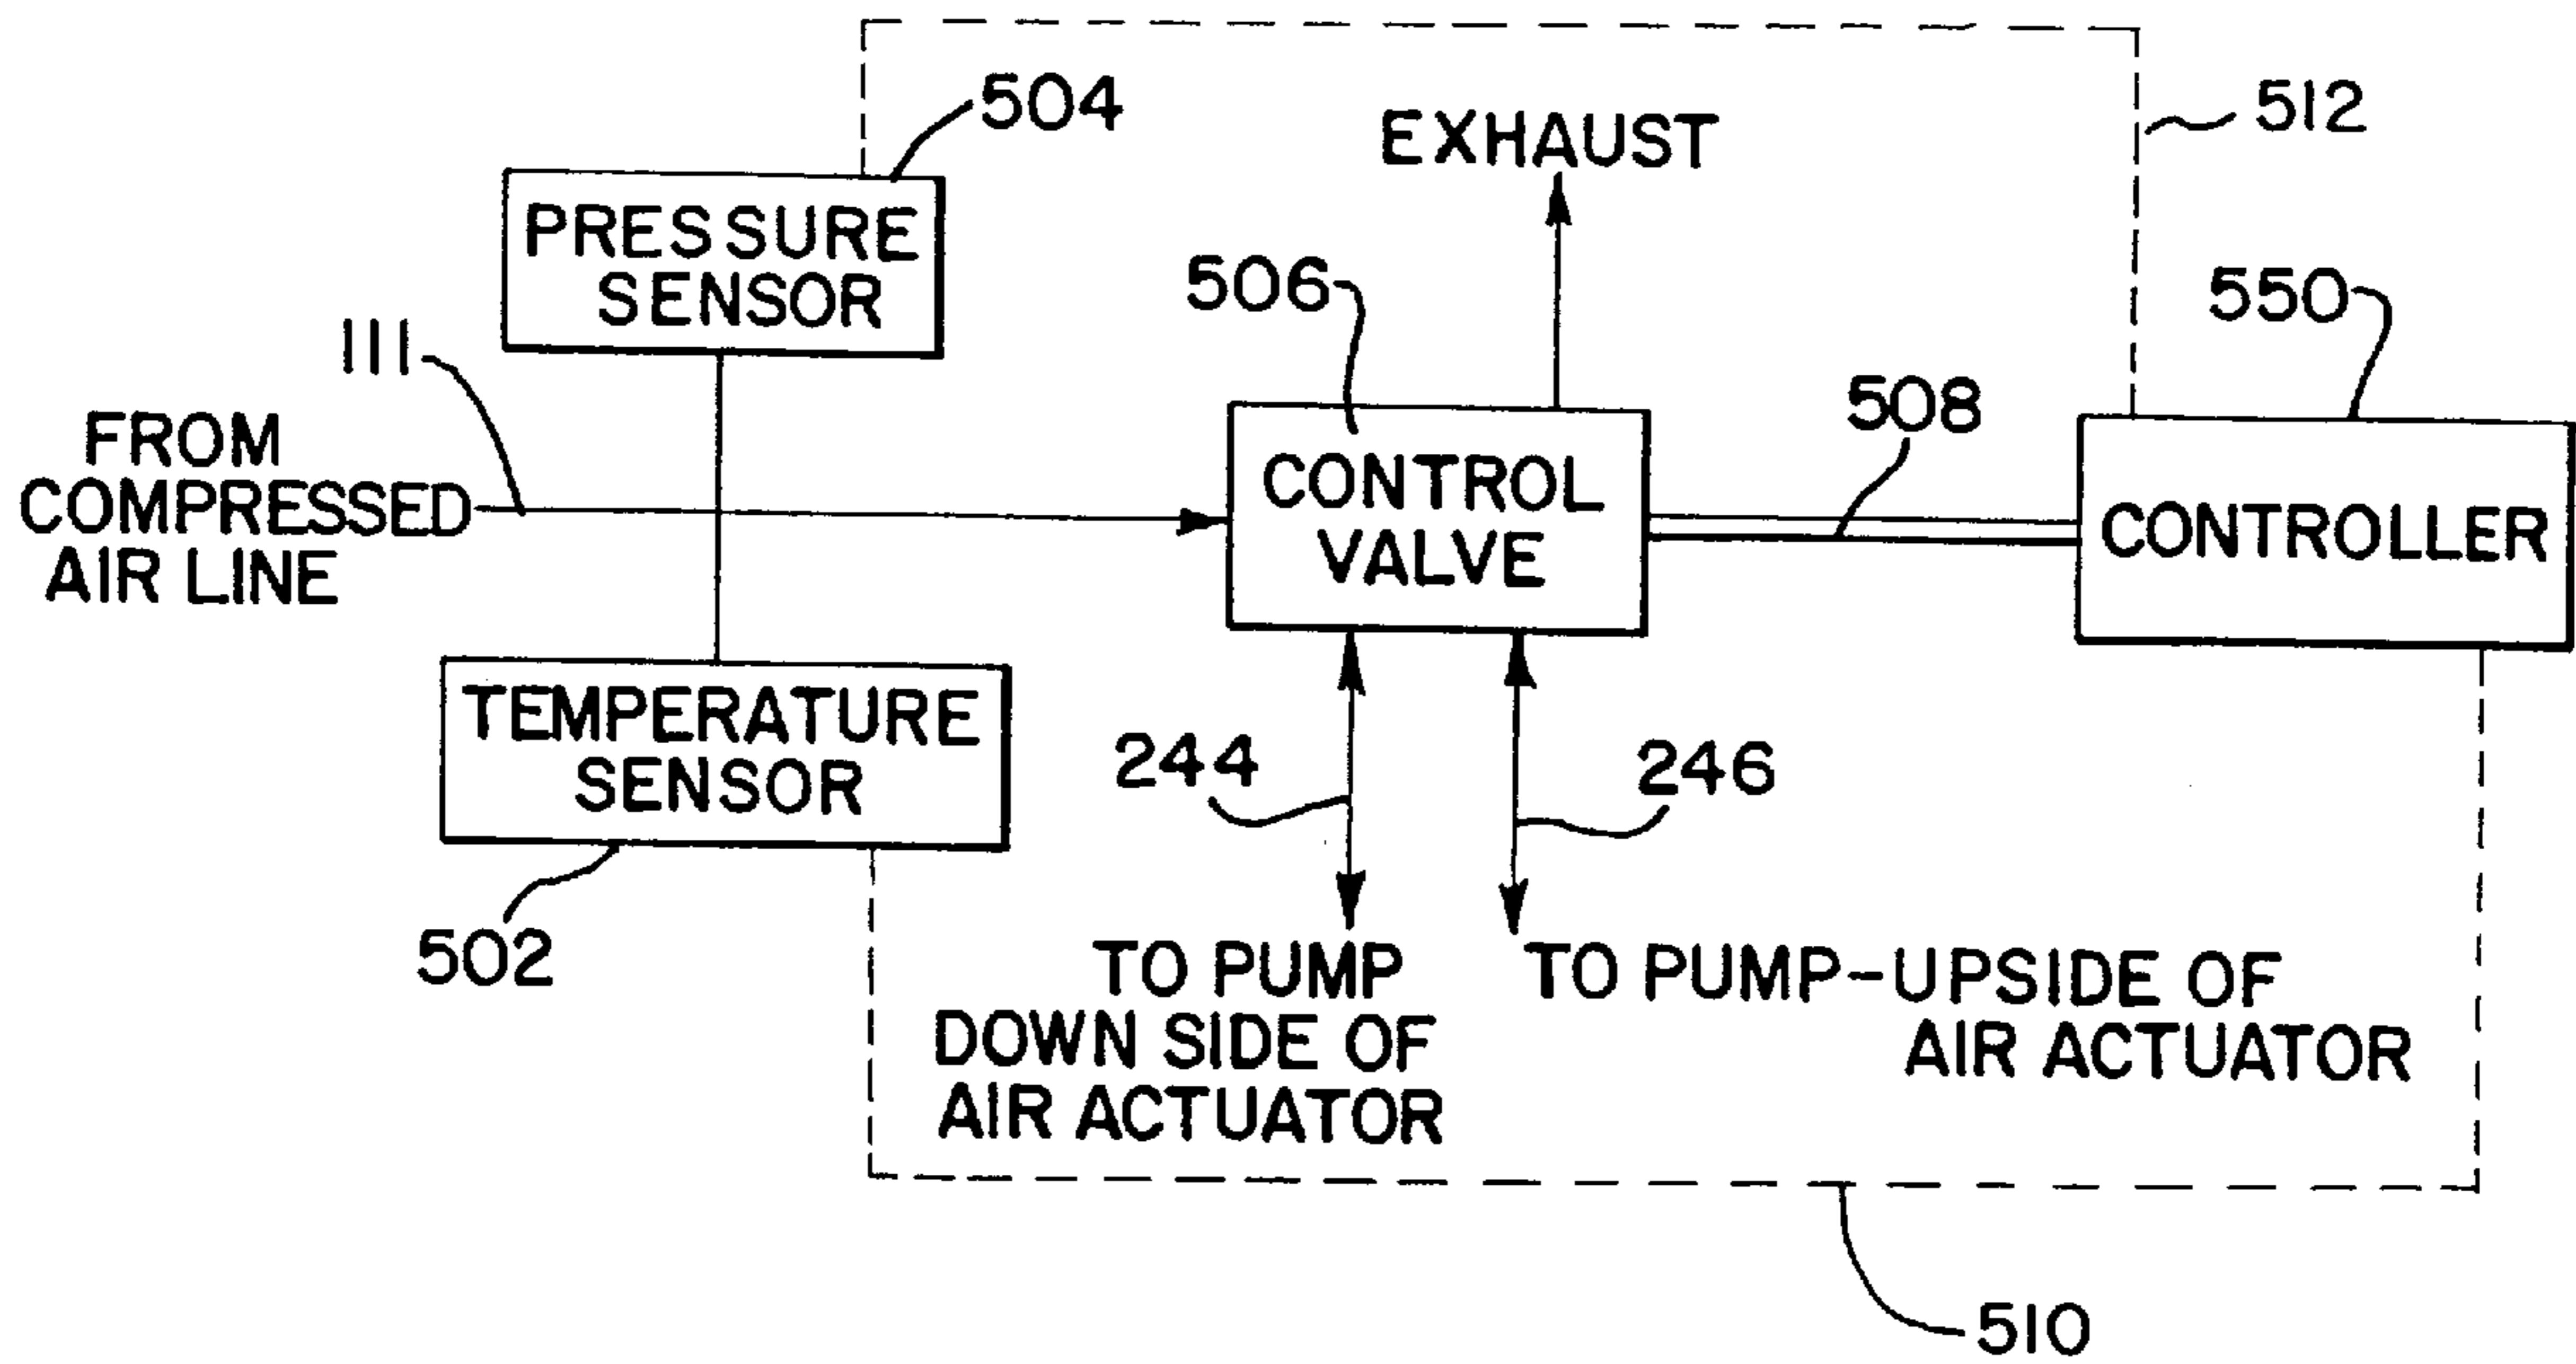 504
512
EXHAUST
PRESSURE
SENSOR
506
550
111
508
FROM
COMPRESSED
AIR LINE
CONTROL
VALVE
CONTROLLER
TEMPERATURE
SENSOR
244
246
502
TO PUMP
DOWN SIDE OF
AIR ACTUATOR
TO PUMP-UPSIDE OF
AIR ACTUATOR
510